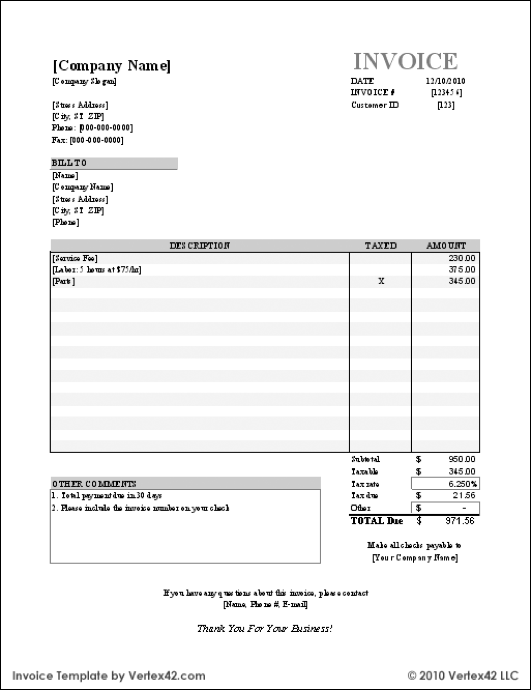 [Company Name]
INVOICE
[Company Slogan]
DATE 12/10/2010
INVOICE # [123456]
[Street Address]
Customer ID [123]
[City, ST ZIP]
Phone: [000-000-0000]
Fax: [000-000-0000]
BILL TO
[Name]
[Company Name]
[Street Address]
[City, ST ZIP]
[Phone]
DESCRIPTION TAXED AMOUNT
[Service Fee] 230.00
[Labor: 5 hours at $75/hr] 375.00
[Parts] X 345.00
Subtotal $ 950.00
Taxable $ 345.00
Tax rate 6.250%
Tax due $ 21.56
Other $ -
TOTAL Due $ 971.56
OTHER COMMENTS
1. Total payment due in 30 days
2. Please include the invoice number on your check
Make all checks payable to
[Your Company Name]
If you have any questions about this invoice, please contact
[Name, Phone #, E-mail]
Thank You For Your Business!
Invoice Template by Vertex42.com
© 2010 Vertex42 LLC